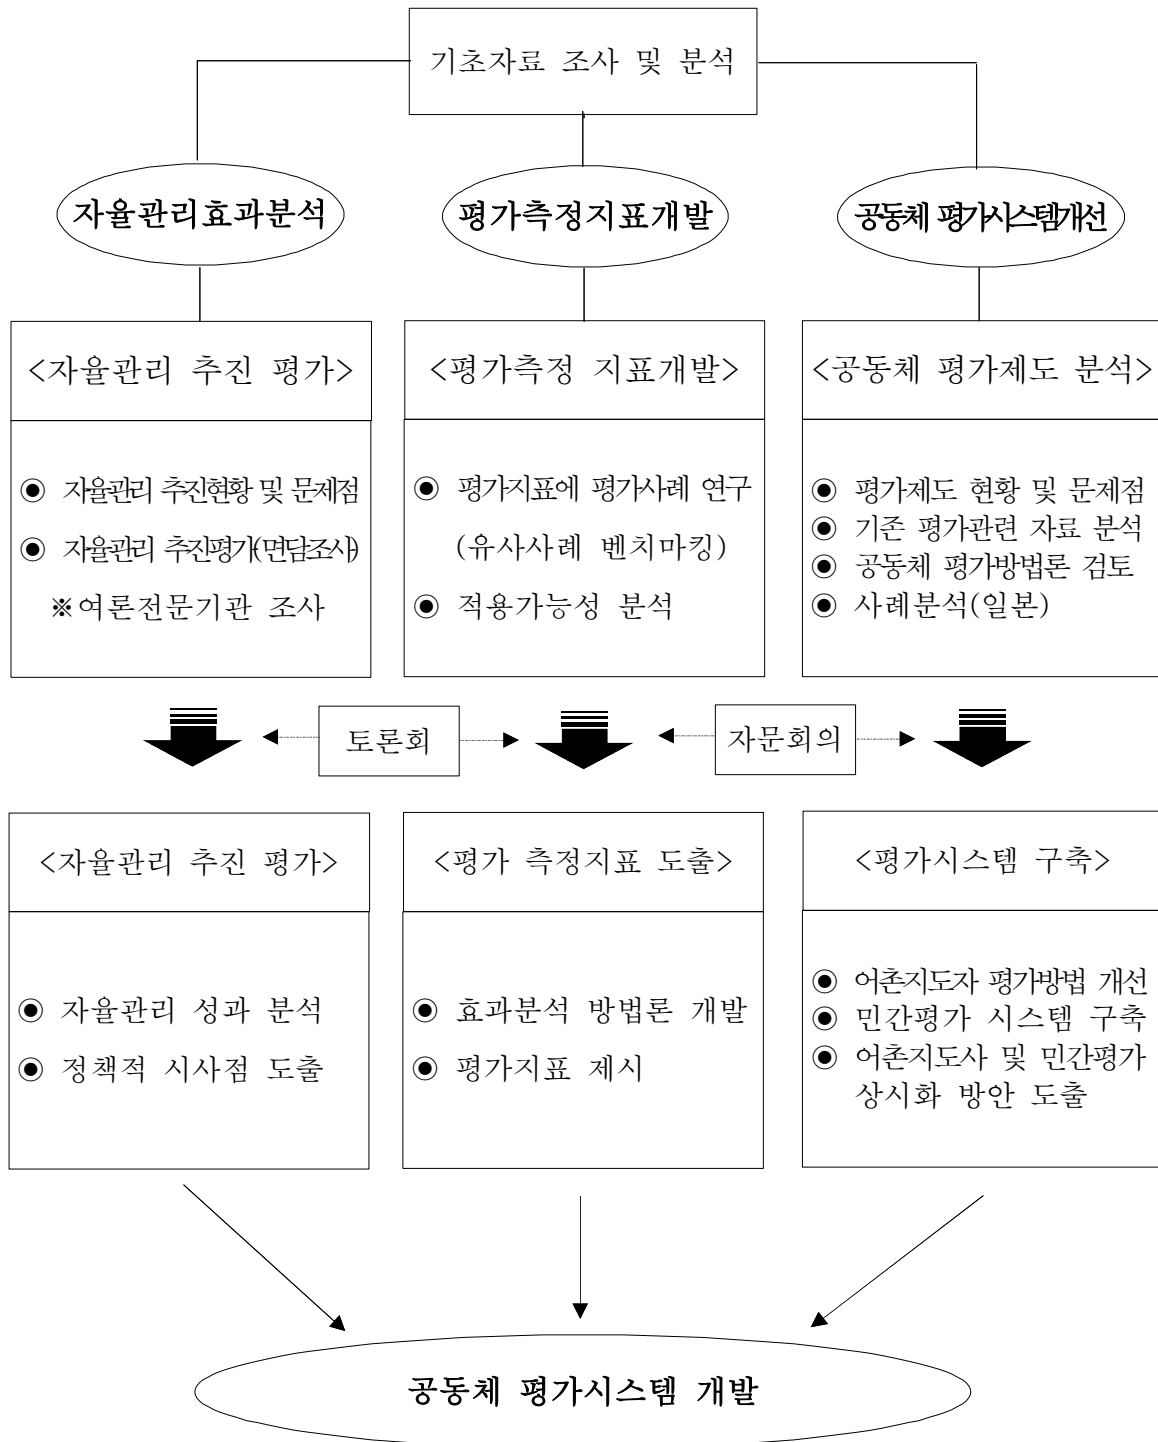 기초자료 조사 및 분석
자율관리효과분석
평가측정지표개발
공동체 평가시스템개선
<자율관리 추진 평가>
◉ 자율관리 추진현황 및 문제점
◉ 자율관리 추진평가(면담조사)
※여론전문기관 조사
<평가측정 지표개발>
◉ 평가지표에 평가사례 연구
(유사사례 벤치마킹)
◉ 적용가능성 분석
<공동체 평가제도 분석>
◉ 평가제도 현황 및 문제점
◉ 기존 평가관련 자료 분석
◉ 공동체 평가방법론 검토
◉ 사례분석(일본)
토론회
자문회의
<자율관리 추진 평가>
◉ 자율관리 성과 분석
◉ 정책적 시사점 도출
<평가 측정지표 도출>
◉ 효과분석 방법론 개발
◉ 평가지표 제시
<평가시스템 구축>
◉ 어촌지도자 평가방법 개선
◉ 민간평가 시스템 구축
◉ 어촌지도사 및 민간평가
상시화 방안 도출
공동체 평가시스템 개발